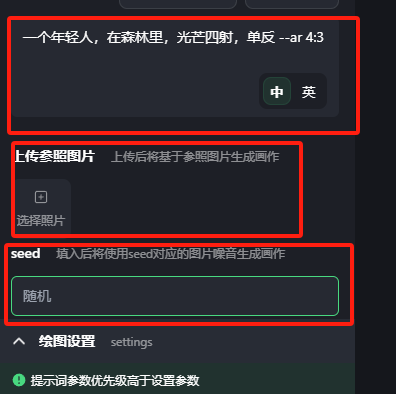 一个年轻人，在森林里，光芒四射，单反 --ar 4:3
中 英
上传参照图片 上传后将基于参照图片生成画作
选择照片
seed 填入后将使用seed对应的图片噪音生成画作
随机
绘图设置 settings
提示词参数优先级高于设置参数